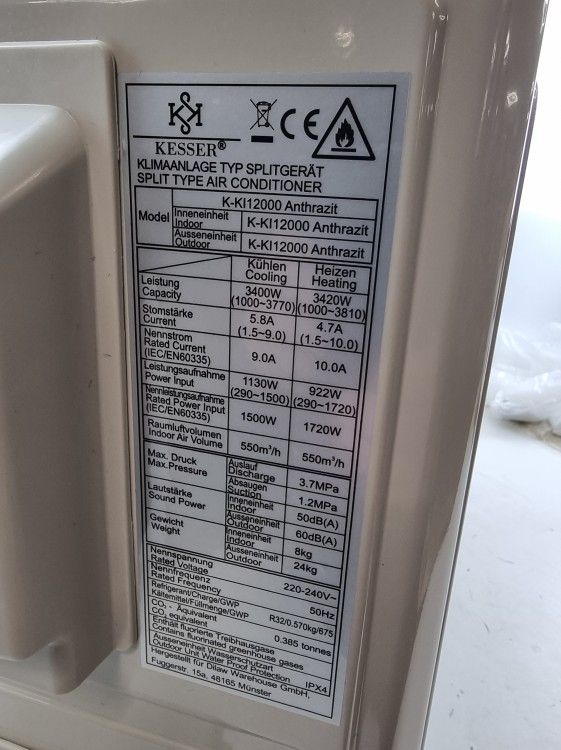 KSK
KESSER®
CE
KLIMAANLAGE TYP SPLITGERÄT
SPLIT TYPE AIR CONDITIONER
Model K-KI12000 Anthrazit
Inneneinheit Indoor K-KI12000 Anthrazit
Ausseneinheit Outdoor K-KI12000 Anthrazit
Kühlen Cooling Heizen Heating
Leistung Capacity 3400W (1000~3770) 3420W (1000~3810)
Stomstärke Current 5.8A (1.5~9.0) 4.7A (1.5~10.0)
Nennstrom Rated Current (IEC/EN60335) 9.0A 10.0A
Leistungsaufnahme Power Input 1130W (290~1500) 922W (290~1720)
Nennleistungsaufnahme Rated Power Input (IEC/EN60335) 1500W 1720W
Raumluftvolumen Indoor Air Volume 550m³/h 550m³/h
Max. Druck Max.Pressure Auslauf Discharge 3.7MPa
Absaugen Suction 1.2MPa
Lautstärke Sound Power Inneneinheit Indoor 50dB(A)
Ausseneinheit Outdoor 60dB(A)
Gewicht Weight Inneneinheit Indoor 8kg
Ausseneinheit Outdoor 24kg
Nennspannung Rated Voltage 220-240V~
Nennfrequenz Rated Frequency 50Hz
Refrigerant/Charge/GWP
Kältemittel/Füllmenge/GWP R32/0.570kg/675
CO₂ - Äquivalent
CO₂ equivalent 0.385 tonnes
Enthält fluorierte Treibhausgase
Contains fluorinated greenhouse gases
Ausseneinheit Wasserschutzart
Outdoor Unit Water Proof Protection IPX4
Hergestellt für Dilaw Warehouse GmbH,
Fuggerstr. 15a, 48165 Münster